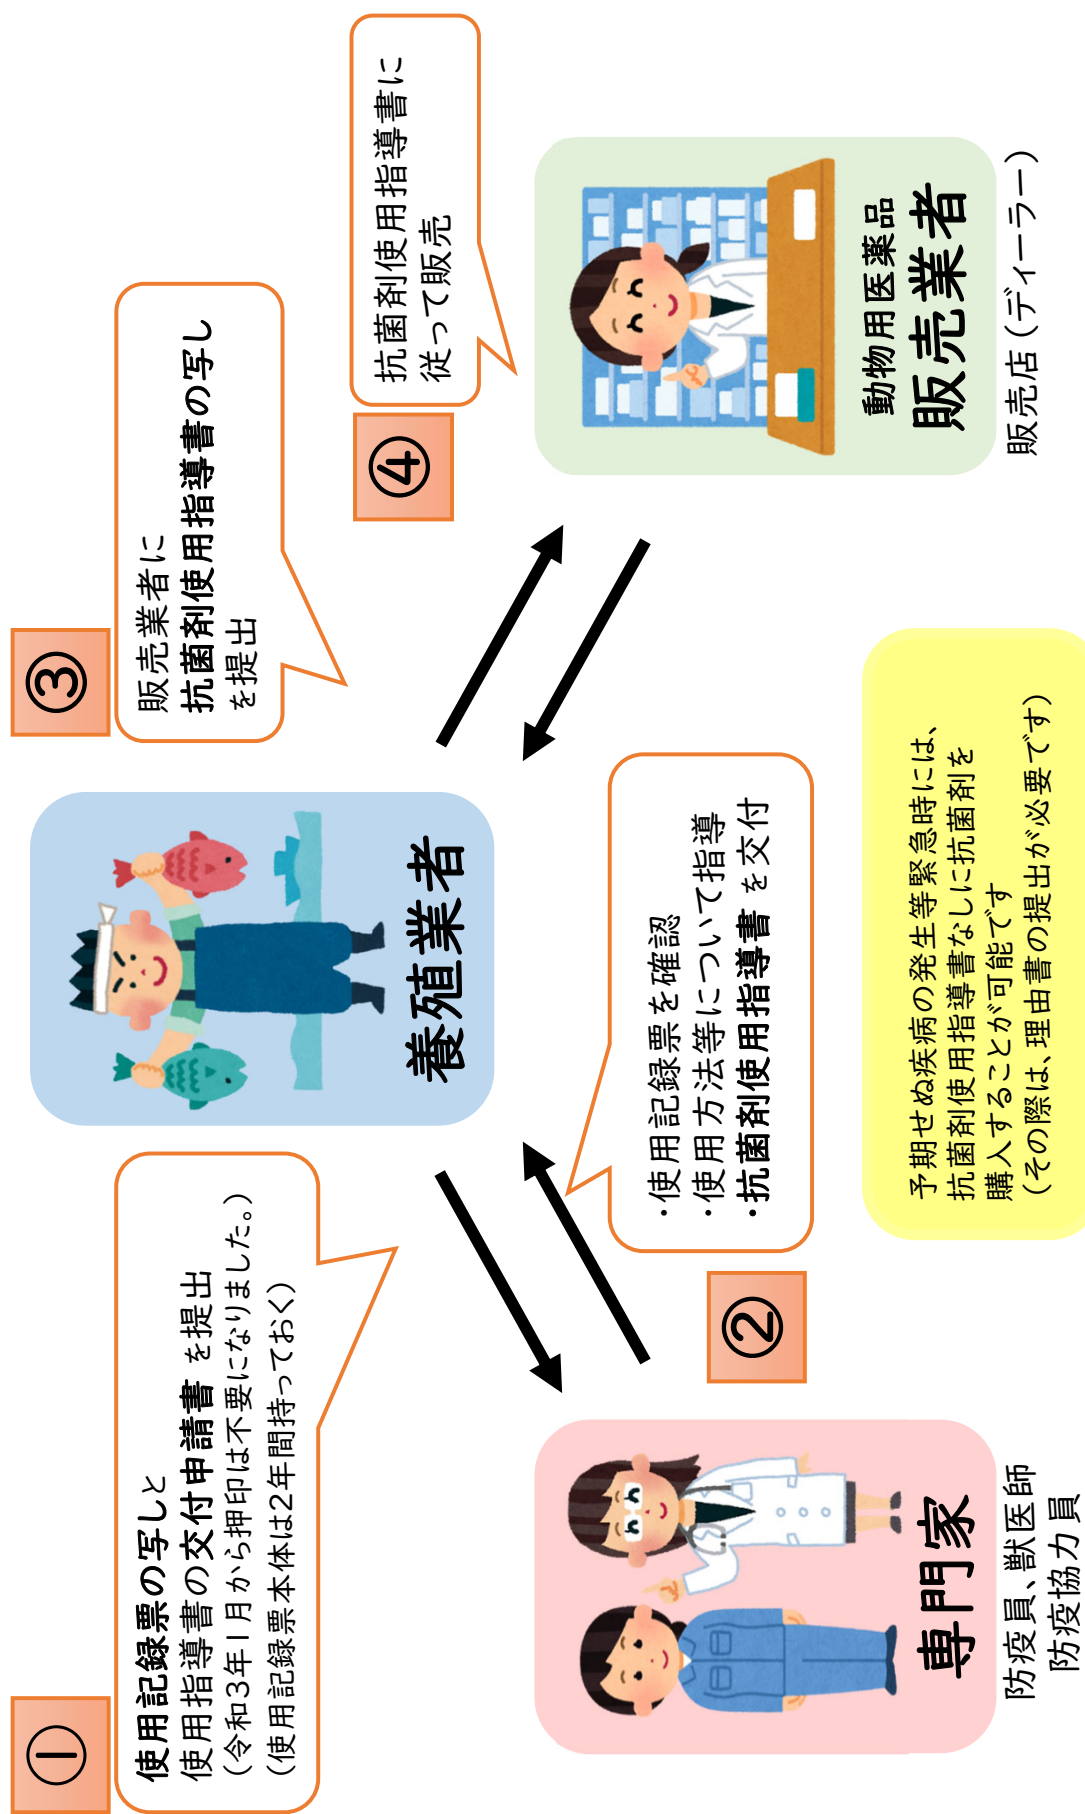 ①
使用記録票の写しと
使用指導書の交付申請書 を提出
(令和3年1月から押印は不要になりました。)
(使用記録票本体は2年間持っておく)
③
販売業者に
抗菌剤使用指導書の写し
を提出
養殖業者
④
抗菌剤使用指導書に
従って販売
②
・使用記録票を確認
・使用方法等について指導
・抗菌剤使用指導書 を交付
専門家
防疫員、獣医師
防疫協力員
動物用医薬品
販売業者
販売店(ディーラー)
予期せぬ疾病の発生等緊急時には、
抗菌剤使用指導書なしに抗菌剤を
購入することが可能です
(その際は、理由書の提出が必要です)